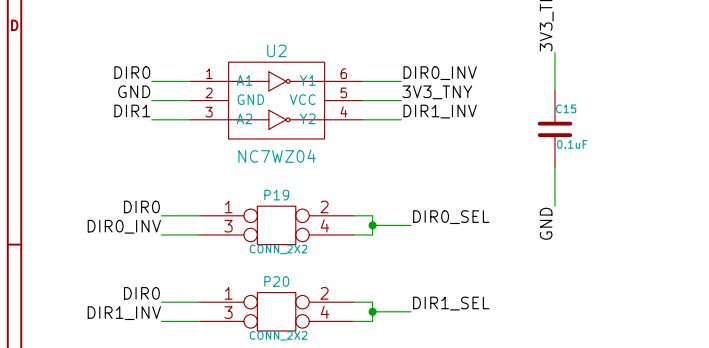 D
3V3_TNY
U2
DIR0 1 A1 Y1 6 DIR0_INV
GND 2 GND VCC 5 3V3_TNY
DIR1 3 A2 Y2 4 DIR1_INV
NC7WZ04
C15
0.1uF
GND
P19
DIR0 1 2
DIR0_INV 3 4
DIR0_SEL
CONN_2X2
P20
DIR0 1 2
DIR1_INV 3 4
DIR1_SEL
CONN_2X2